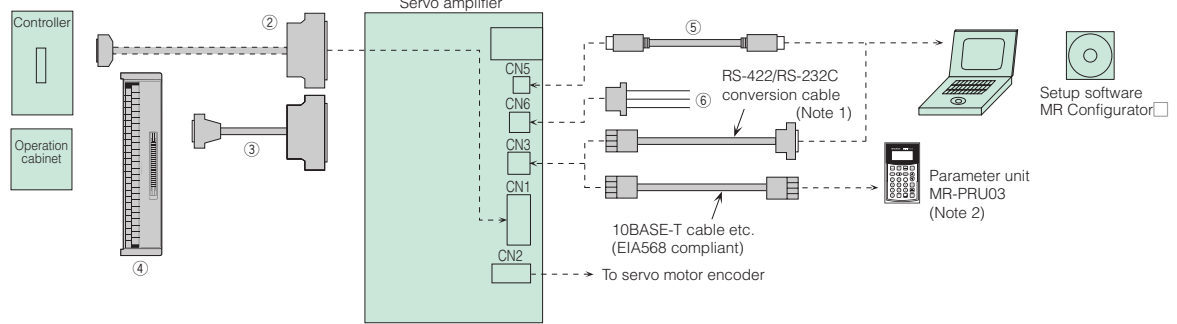 Servo amplifier
Controller
②
⑤
CN5
RS-422/RS-232C
conversion cable
(Note 1)
⑥
Setup software
MR Configurator□
CN6
Operation
cabinet
③
CN3
CN1
Parameter unit
MR-PRU03
(Note 2)
10BASE-T cable etc.
(EIA568 compliant)
④
CN2
To servo motor encoder